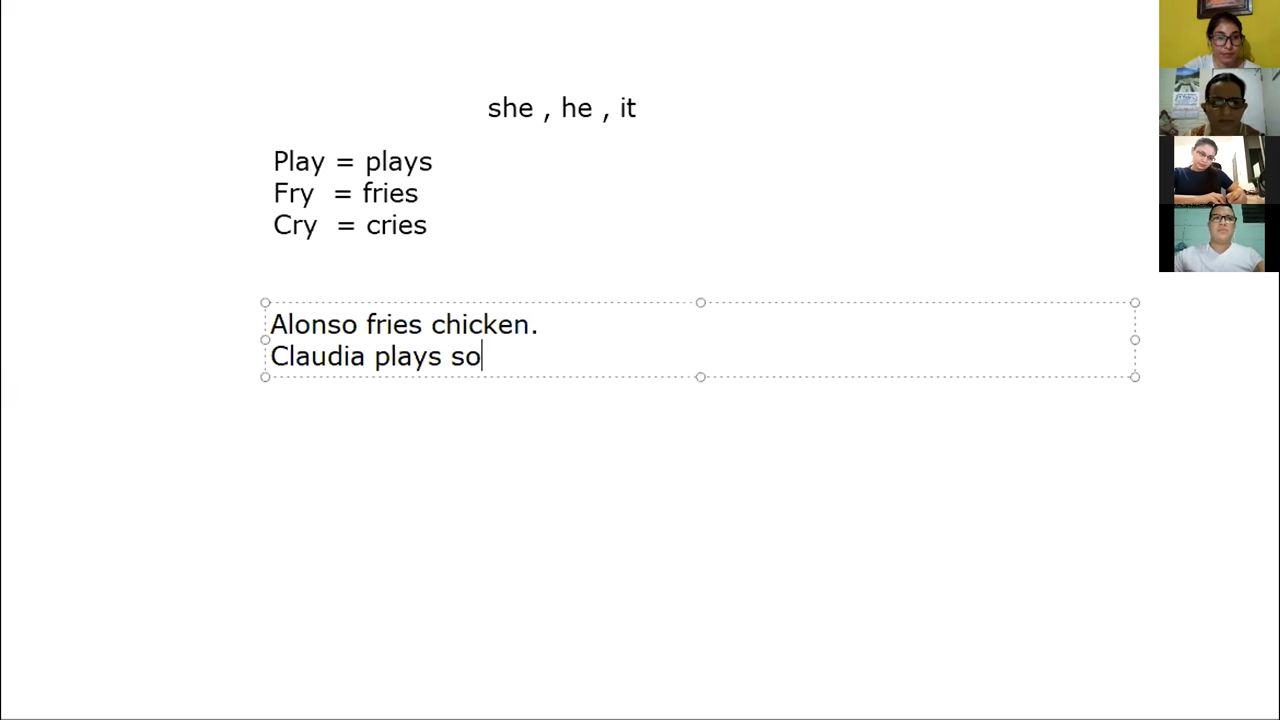 she , he , it
Play = plays
Fry = fries
Cry = cries
Alonso fries chicken.
Claudia plays so